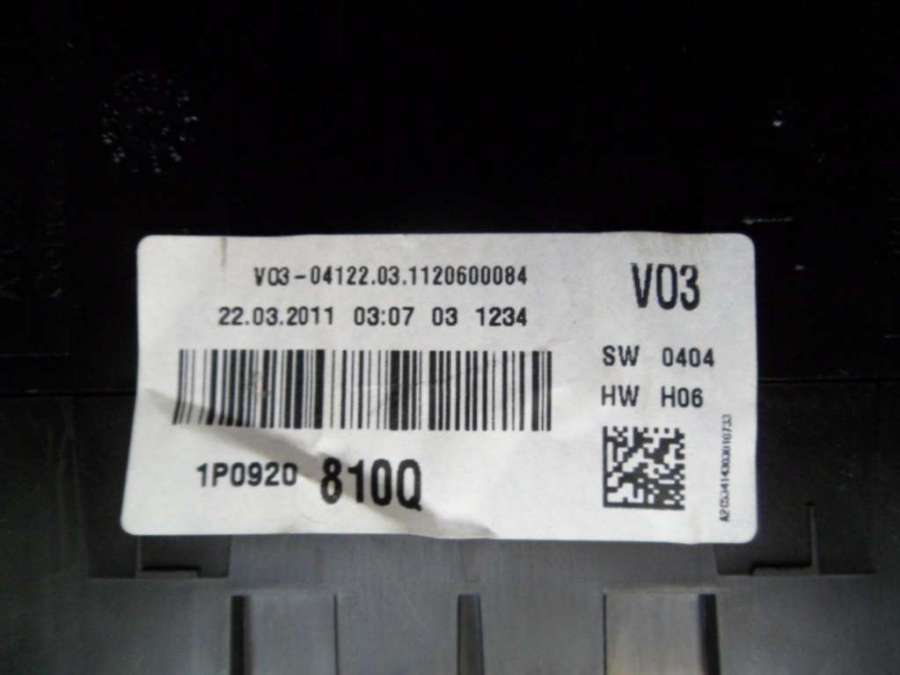 V03-04122.03.1120600084
22.03.2011 03:07 03 1234
1P0920 810Q
V03
SW 0404
HW H06